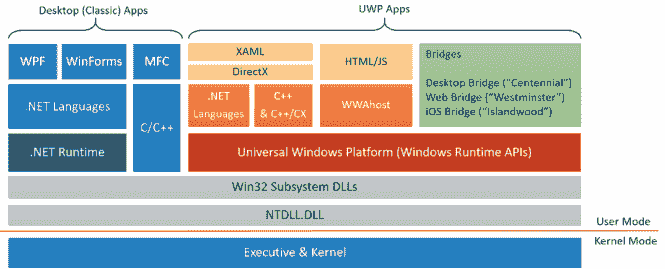 Desktop (Classic) Apps
UWP Apps
WPF
WinForms
MFC
XAML
DirectX
HTML/JS
Bridges
Desktop Bridge ("Centennial")
Web Bridge ("Westminster")
iOS Bridge ("Islandwood")
.NET Languages
C/C++
.NET
Languages
C++
& C++/CX
WWAhost
.NET Runtime
Universal Windows Platform (Windows Runtime APIs)
Win32 Subsystem DLLs
NTDLL.DLL
User Mode
Kernel Mode
Executive & Kernel